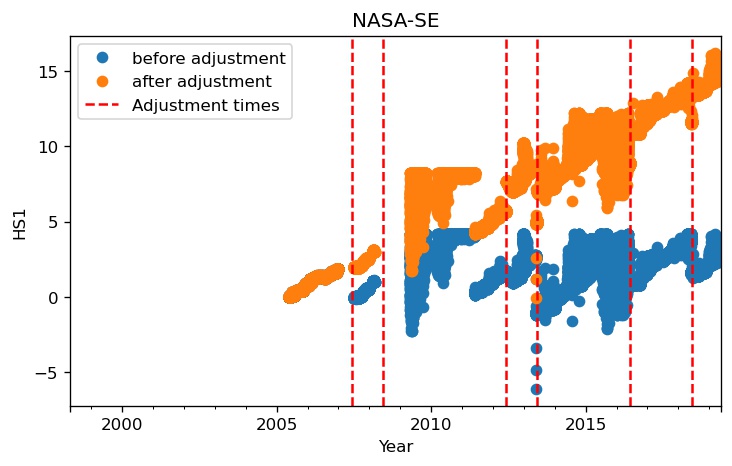 NASA-SE
before adjustment
after adjustment
Adjustment times
15
10
5
0
−5
HS1
2000 2005 2010 2015
Year